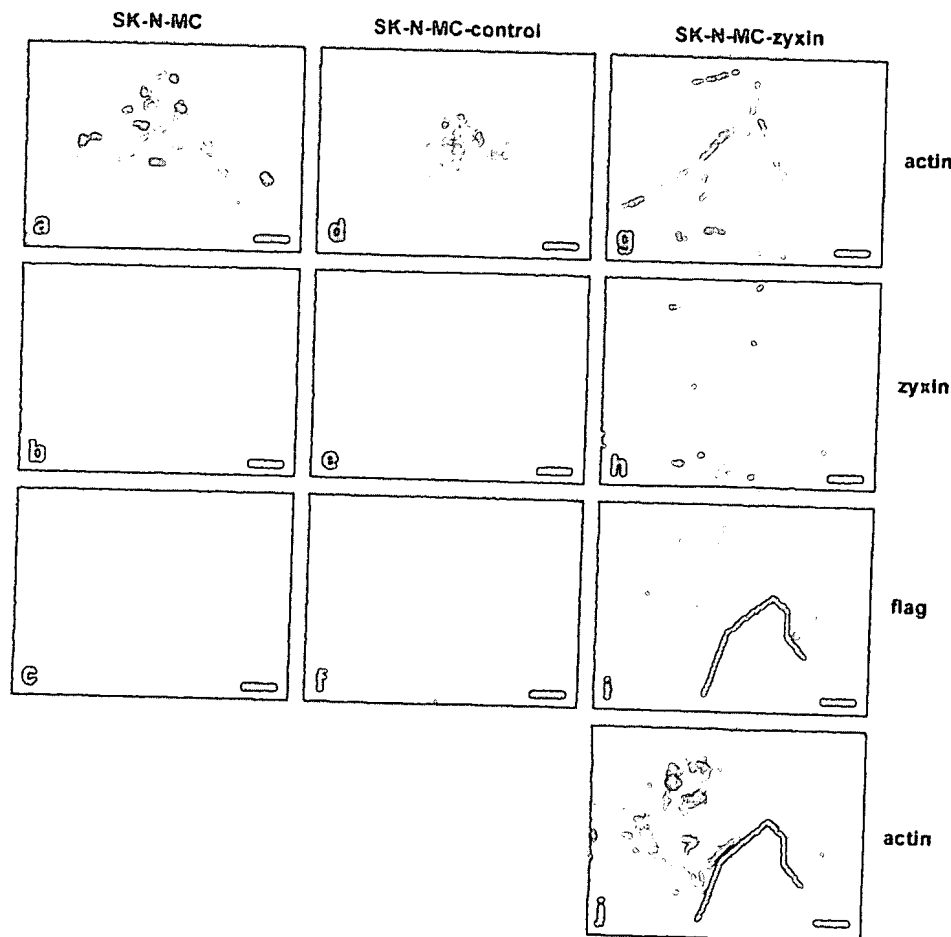 SK-N-MC SK-N-MC-control SK-N-MC-zyxin
a d g actin
b e h zyxin
c f i flag
j actin